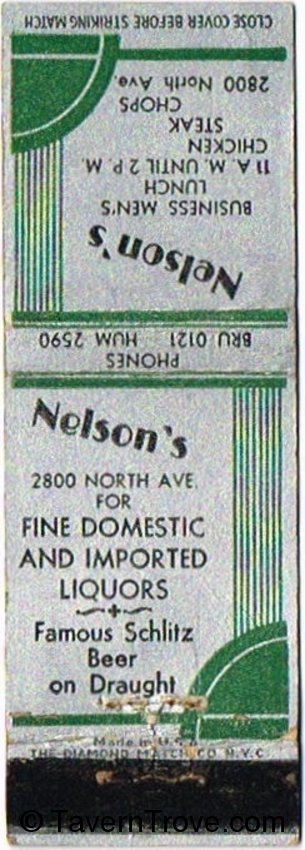 CLOSE COVER BEFORE STRIKING MATCH
Nelson's
BUSINESS MEN'S
LUNCH
11 A. M. UNTIL 2 P. M.
CHICKEN
STEAK
CHOPS
2800 North Ave.
PHONES
BRU 0121 HUM 2590
Nelson's
2800 NORTH AVE.
FOR
FINE DOMESTIC
AND IMPORTED
LIQUORS
Famous Schlitz
Beer
on Draught
Made in U.S.
THE DIAMOND MATCH CO. N.Y.C.
© TavernTrove.com